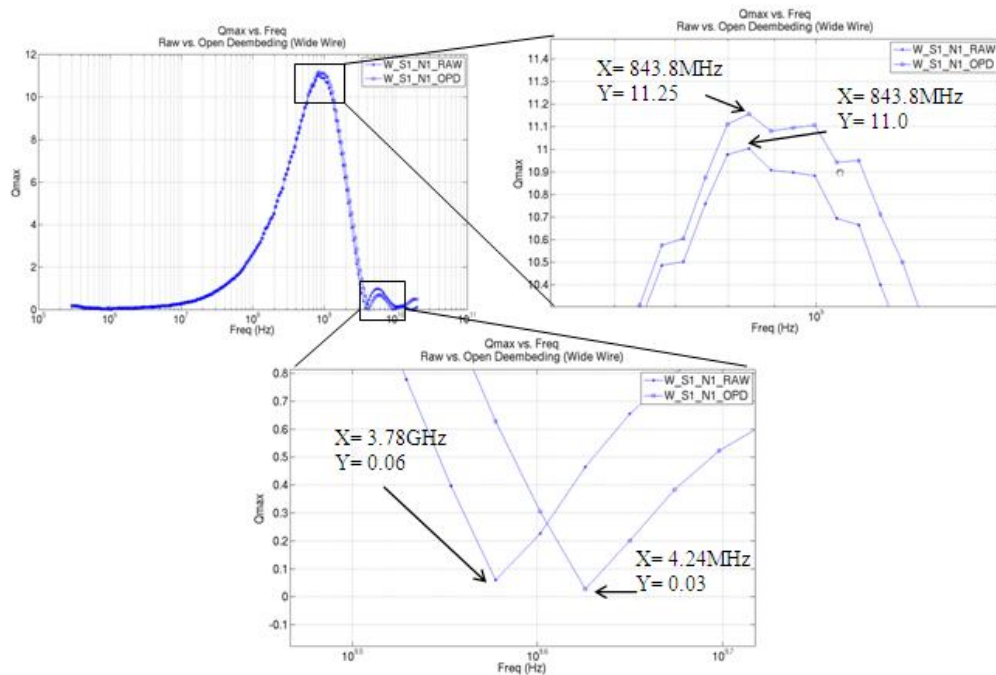 Qmax vs. Freq
Raw vs. Open Deembeding (Wide Wire)
12
10
8
6
4
2
0
Qmax
W_S1_N1_RAW
W_S1_N1_OPD
Freq (Hz)
Qmax vs. Freq
Raw vs. Open Deembeding (Wide Wire)
11.4
11.3
11.2
11.1
11
10.9
10.8
10.7
10.6
10.5
10.4
Qmax
W_S1_N1_RAW
W_S1_N1_OPD
X= 843.8MHz
Y= 11.25
X= 843.8MHz
Y= 11.0
10⁹
Freq (Hz)
Qmax vs. Freq
Raw vs. Open Deembeding (Wide Wire)
0.8
0.7
0.6
0.5
0.4
0.3
0.2
0.1
0
-0.1
Qmax
W_S1_N1_RAW
W_S1_N1_OPD
X= 3.78GHz
Y= 0.06
X= 4.24MHz
Y= 0.03
Freq (Hz)